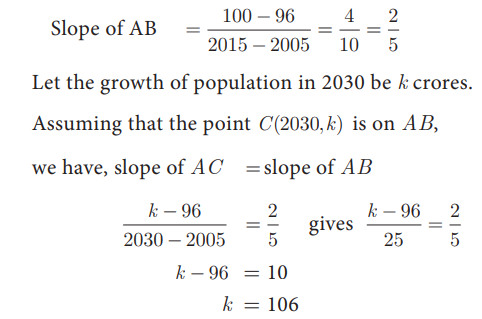 Slope of AB = \frac{100 - 96}{2015 - 2005} = \frac{4}{10} = \frac{2}{5}
Let the growth of population in 2030 be k crores.
Assuming that the point C(2030,k) is on AB,
we have, slope of AC = slope of AB
\frac{k - 96}{2030 - 2005} = \frac{2}{5} gives \frac{k - 96}{25} = \frac{2}{5}
k - 96 = 10
k = 106